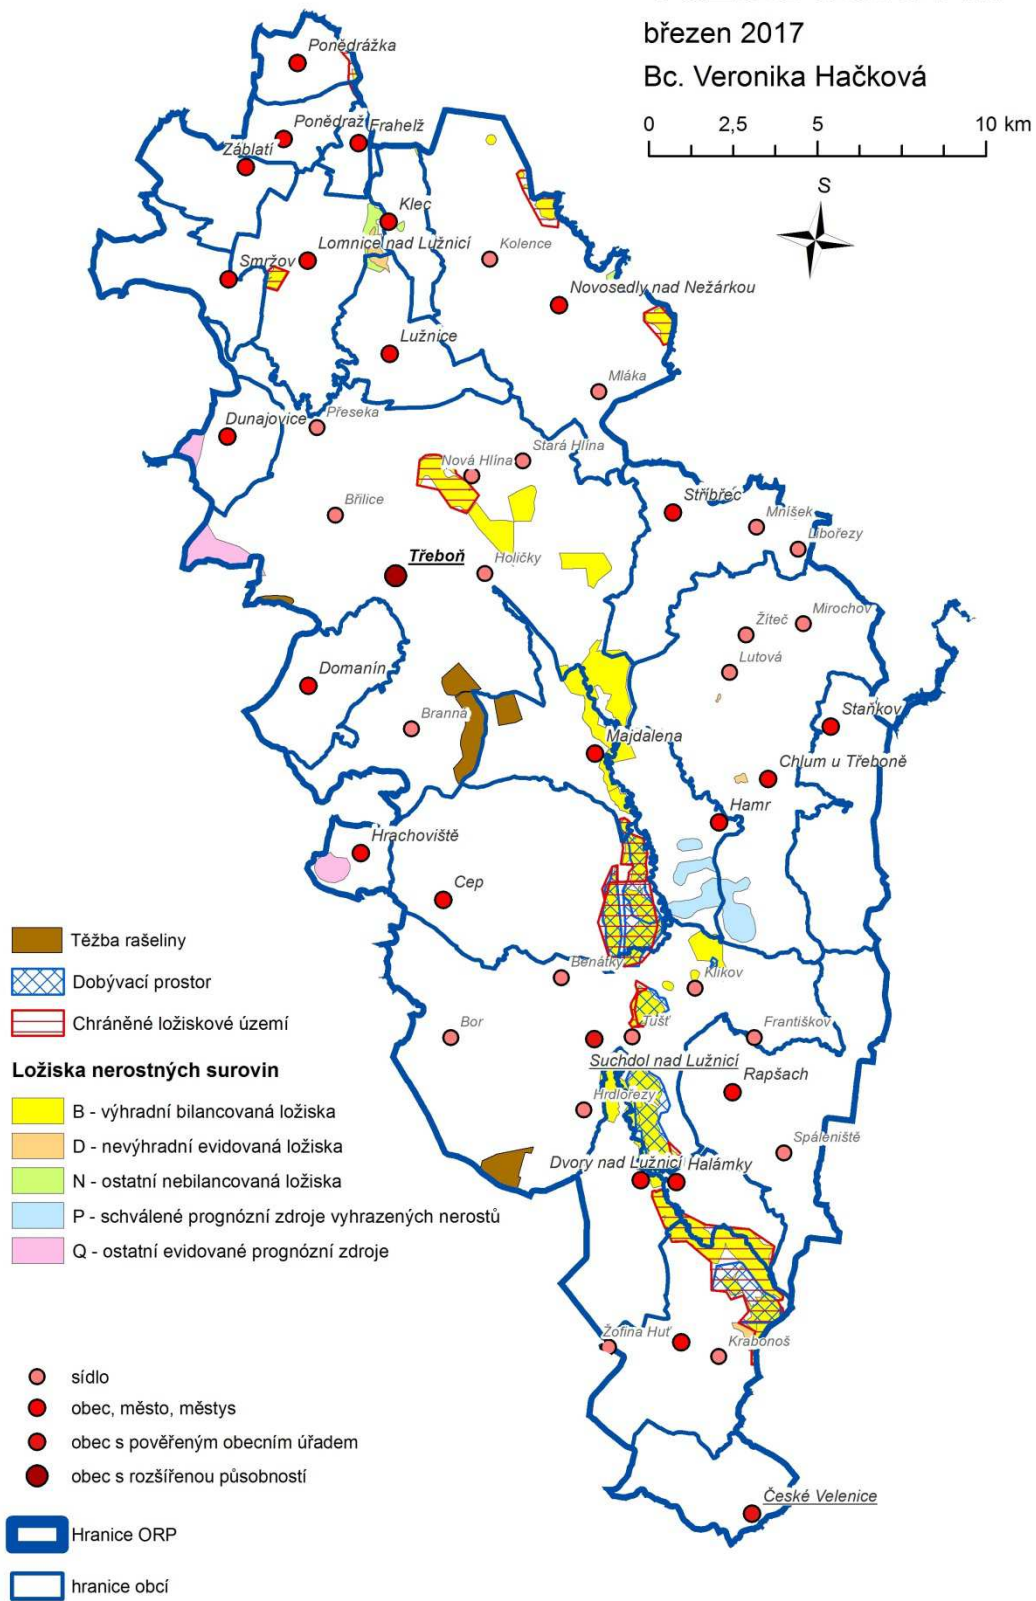 březen 2017
Bc. Veronika Hačková
0 2,5 5 10 km
S
Ponědrážka
Ponědraž
Frahelž
Záblatí
Klec
Lomnice nad Lužnicí
Kolence
Smržov
Novosedly nad Nežárkou
Lužnice
Mláka
Přeseka
Dunajovice
Stará Hlína
Nová Hlína
Stříbřec
Břilice
Mníšek
Libořezy
Třeboň
Holičky
Mirochov
Žíteč
Lutová
Domanín
Staňkov
Branná
Majdalena
Chlum u Třeboně
Hamr
Hrachoviště
Cep
Benátky
Klikov
Bor
Tušť
Františkov
Suchdol nad Lužnicí
Rapšach
Hrdlořezy
Spáleniště
Dvory nad Lužnicí
Halámky
Žofina Huť
Krabonoš
České Velenice
Těžba rašeliny
Dobývací prostor
Chráněné ložiskové území
Ložiska nerostných surovin
B - výhradní bilancovaná ložiska
D - nevýhradní evidovaná ložiska
N - ostatní nebilancovaná ložiska
P - schválené prognózní zdroje vyhrazených nerostů
Q - ostatní evidované prognózní zdroje
sídlo
obec, město, městys
obec s pověřeným obecním úřadem
obec s rozšířenou působností
Hranice ORP
hranice obcí